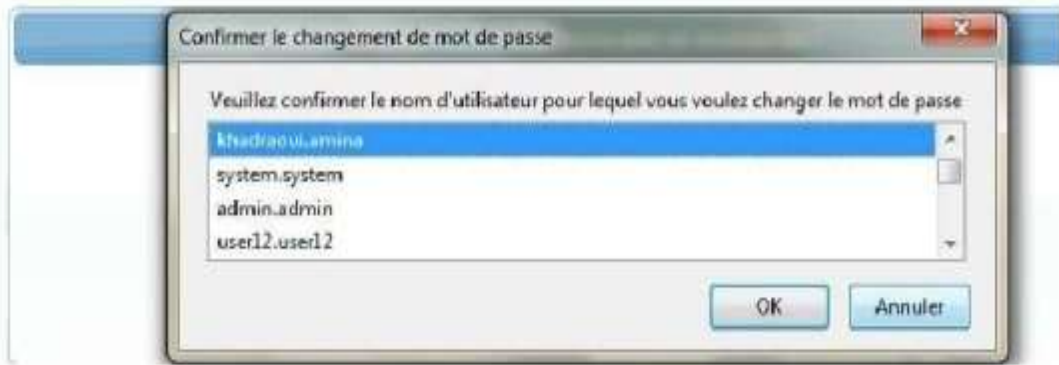 Confirmer le changement de mot de passe
Veuillez confirmer le nom d'utilisateur pour lequel vous voulez changer le mot de passe
khadraoui.amina
system.system
admin.admin
user12.user12
OK
Annuler